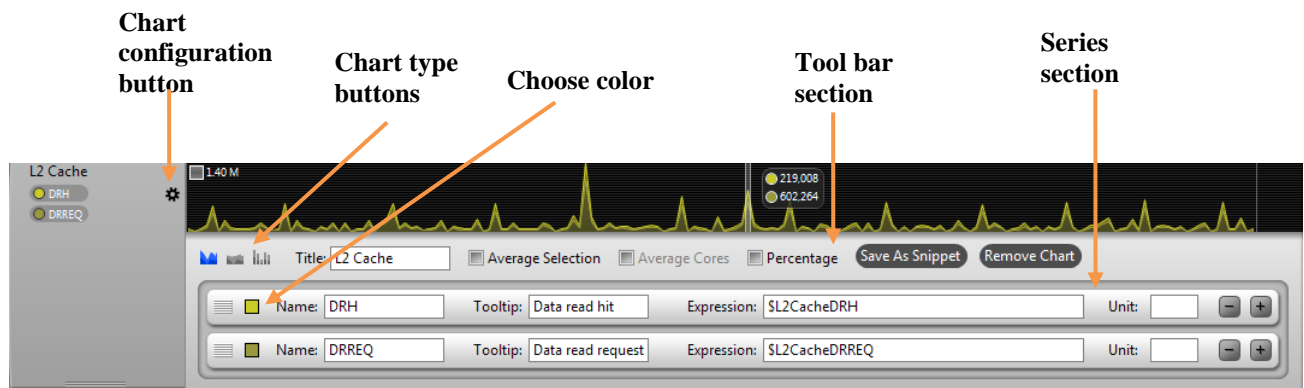 Chart
configuration
button
Chart type
buttons
Choose color
Tool bar
section
Series
section
L2 Cache
DRH
DRREQ
1.40 M
219,008
602,264
Title: L2 Cache Average Selection Average Cores Percentage Save As Snippet Remove Chart
Name: DRH Tooltip: Data read hit Expression: $L2CacheDRH Unit: - +
Name: DRREQ Tooltip: Data read request Expression: $L2CacheDRREQ Unit: - +